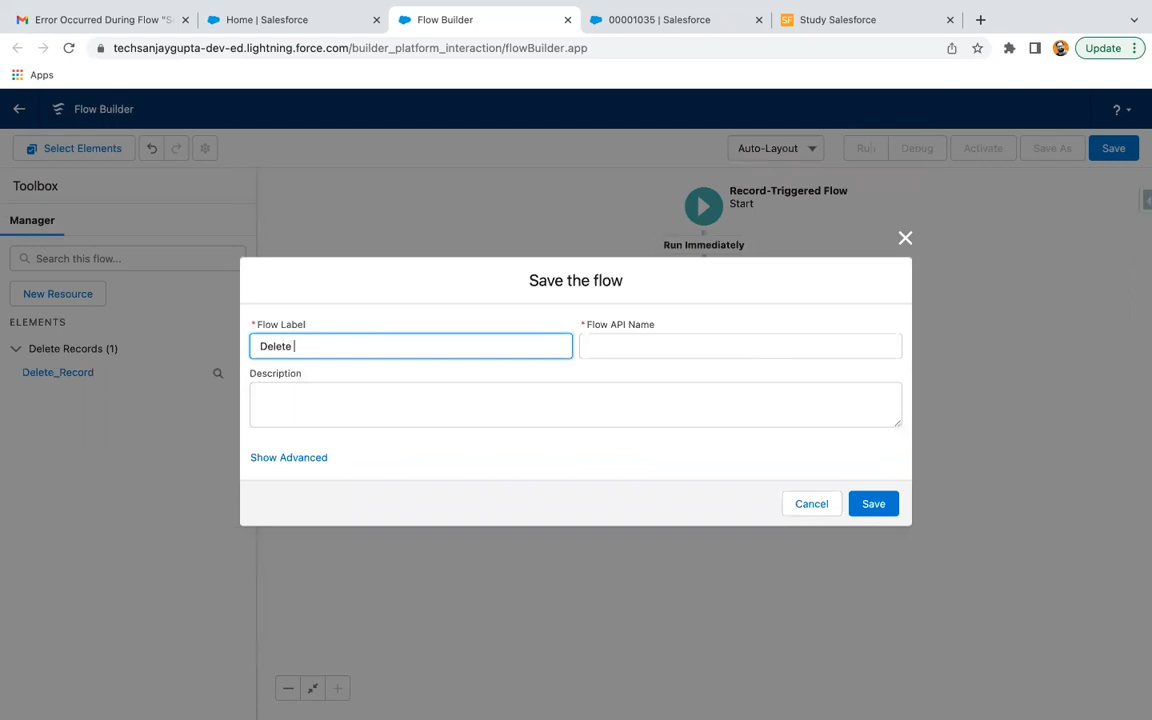 Error Occurred During Flow "S
Home | Salesforce
Flow Builder
00001035 | Salesforce
SF
Study Salesforce
techsanjaygupta-dev-ed.lightning.force.com/builder_platform_interaction/flowBuilder.app
Update
Apps
Flow Builder
?
Select Elements
Auto-Layout
Run
Debug
Activate
Save As
Save
Toolbox
Record-Triggered Flow
Start
Manager
Run Immediately
Search this flow...
Save the flow
New Resource
ELEMENTS
* Flow Label
* Flow API Name
Delete Records (1)
Delete
Delete_Record
Description
Show Advanced
Cancel
Save